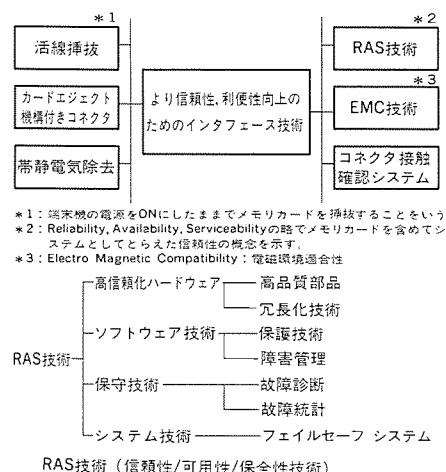 *1
*2
活線挿抜
RAS技術
*3
カードエジェクト
機構付きコネクタ
より信頼性,利便性向上の
ためのインタフェース技術
EMC技術
帯静電気除去
コネクタ接触
確認システム
*1:端末機の電源をONにしたままでメモリカードを挿抜することをいう
*2:Reliability, Availability, Serviceabilityの略でメモリカードを含めてシ
ステムとしてとらえた信頼性の概念を示す。
*3:Electro Magnetic Compatibility:電磁環境適合性
RAS技術
高信頼化ハードウェア
高品質部品
冗長化技術
ソフトウェア技術
保護技術
障害管理
保守技術
故障診断
故障統計
システム技術
フェイルセーフ システム
RAS技術(信頼性/可用性/保全性技術)